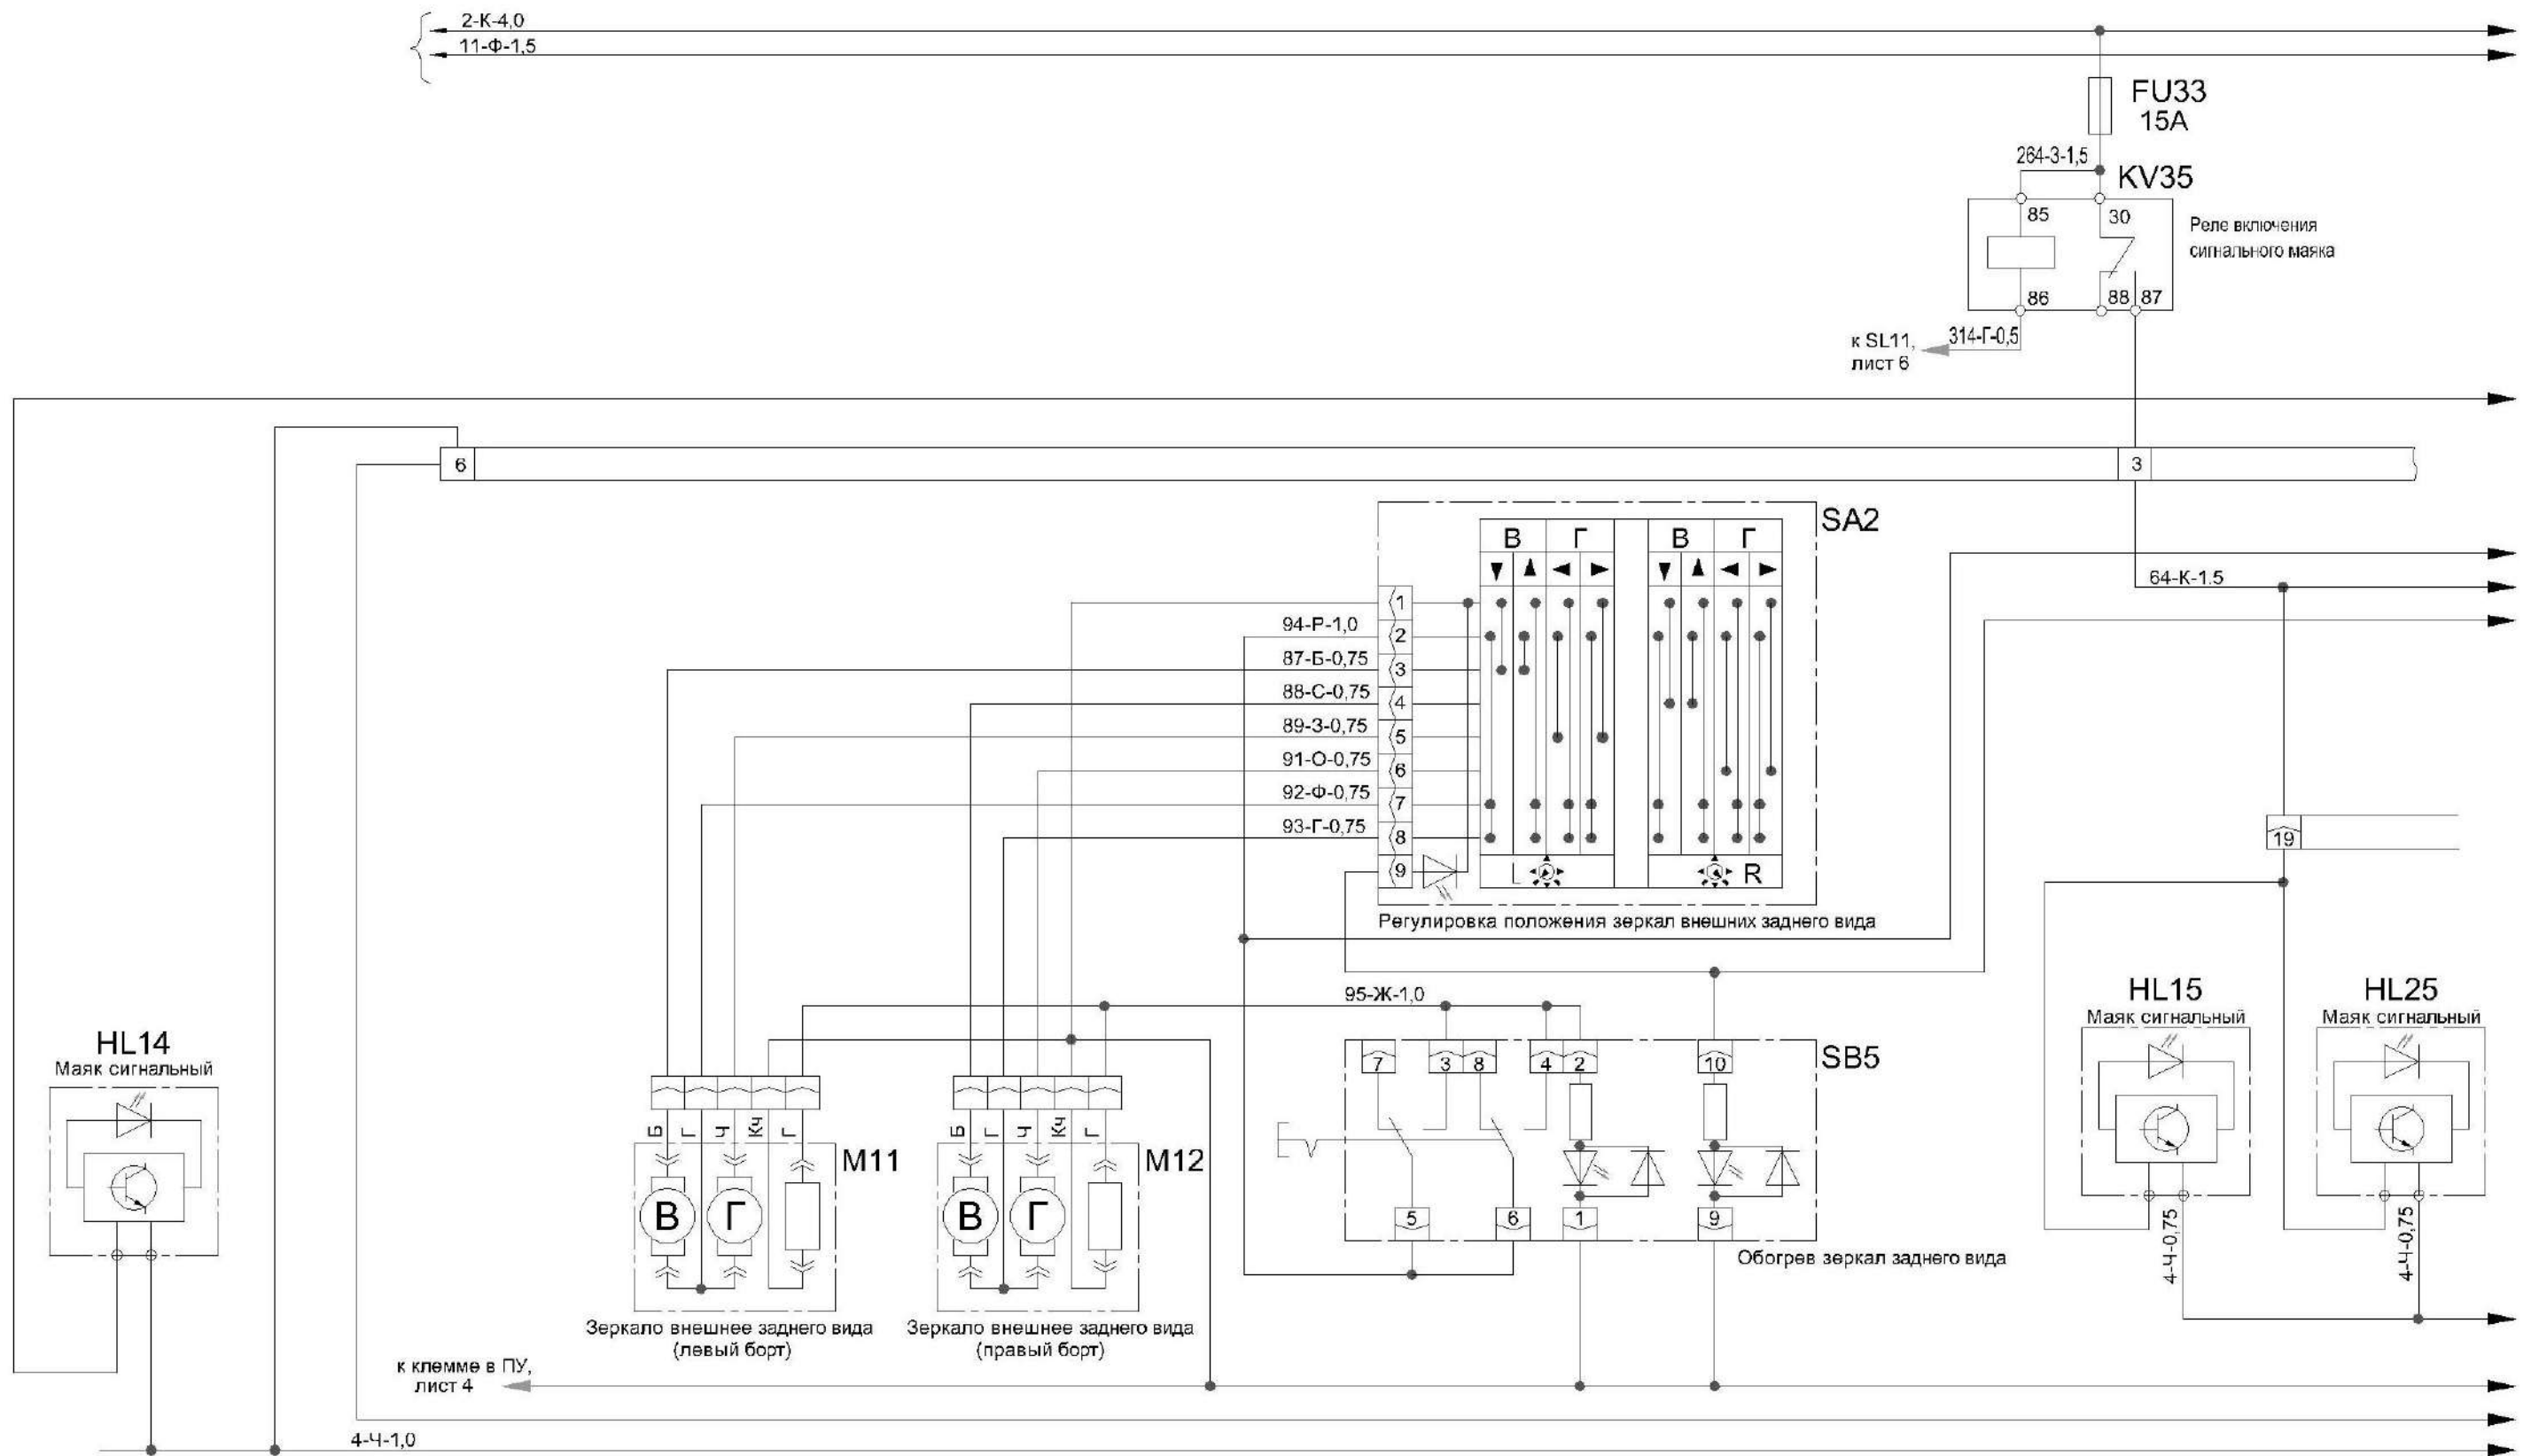 2-К-4,0
11-Ф-1,5
FU33
15А
264-З-1,5
KV35
85
30
Реле включения
сигнального маяка
86
88
87
к SL11,
лист 6
314-Г-0,5
6
3
SA2
В
Г
В
Г
64-К-1.5
1
94-Р-1,0
2
87-Б-0,75
3
88-С-0,75
4
89-З-0,75
5
91-О-0,75
6
92-Ф-0,75
7
93-Г-0,75
8
9
L
R
19
Регулировка положения зеркал внешних заднего вида
95-Ж-1,0
HL15
Маяк сигнальный
HL25
Маяк сигнальный
HL14
Маяк сигнальный
7
3
8
4
2
10
SB5
Б
Г
Ч
Кч
Г
Б
Г
Ч
Кч
Г
М11
М12
В
Г
В
Г
5
6
1
9
4-Ч-0,75
4-Ч-0,75
Обогрев зеркал заднего вида
Зеркало внешнее заднего вида
(левый борт)
Зеркало внешнее заднего вида
(правый борт)
к клемме в ПУ,
лист 4
4-Ч-1,0